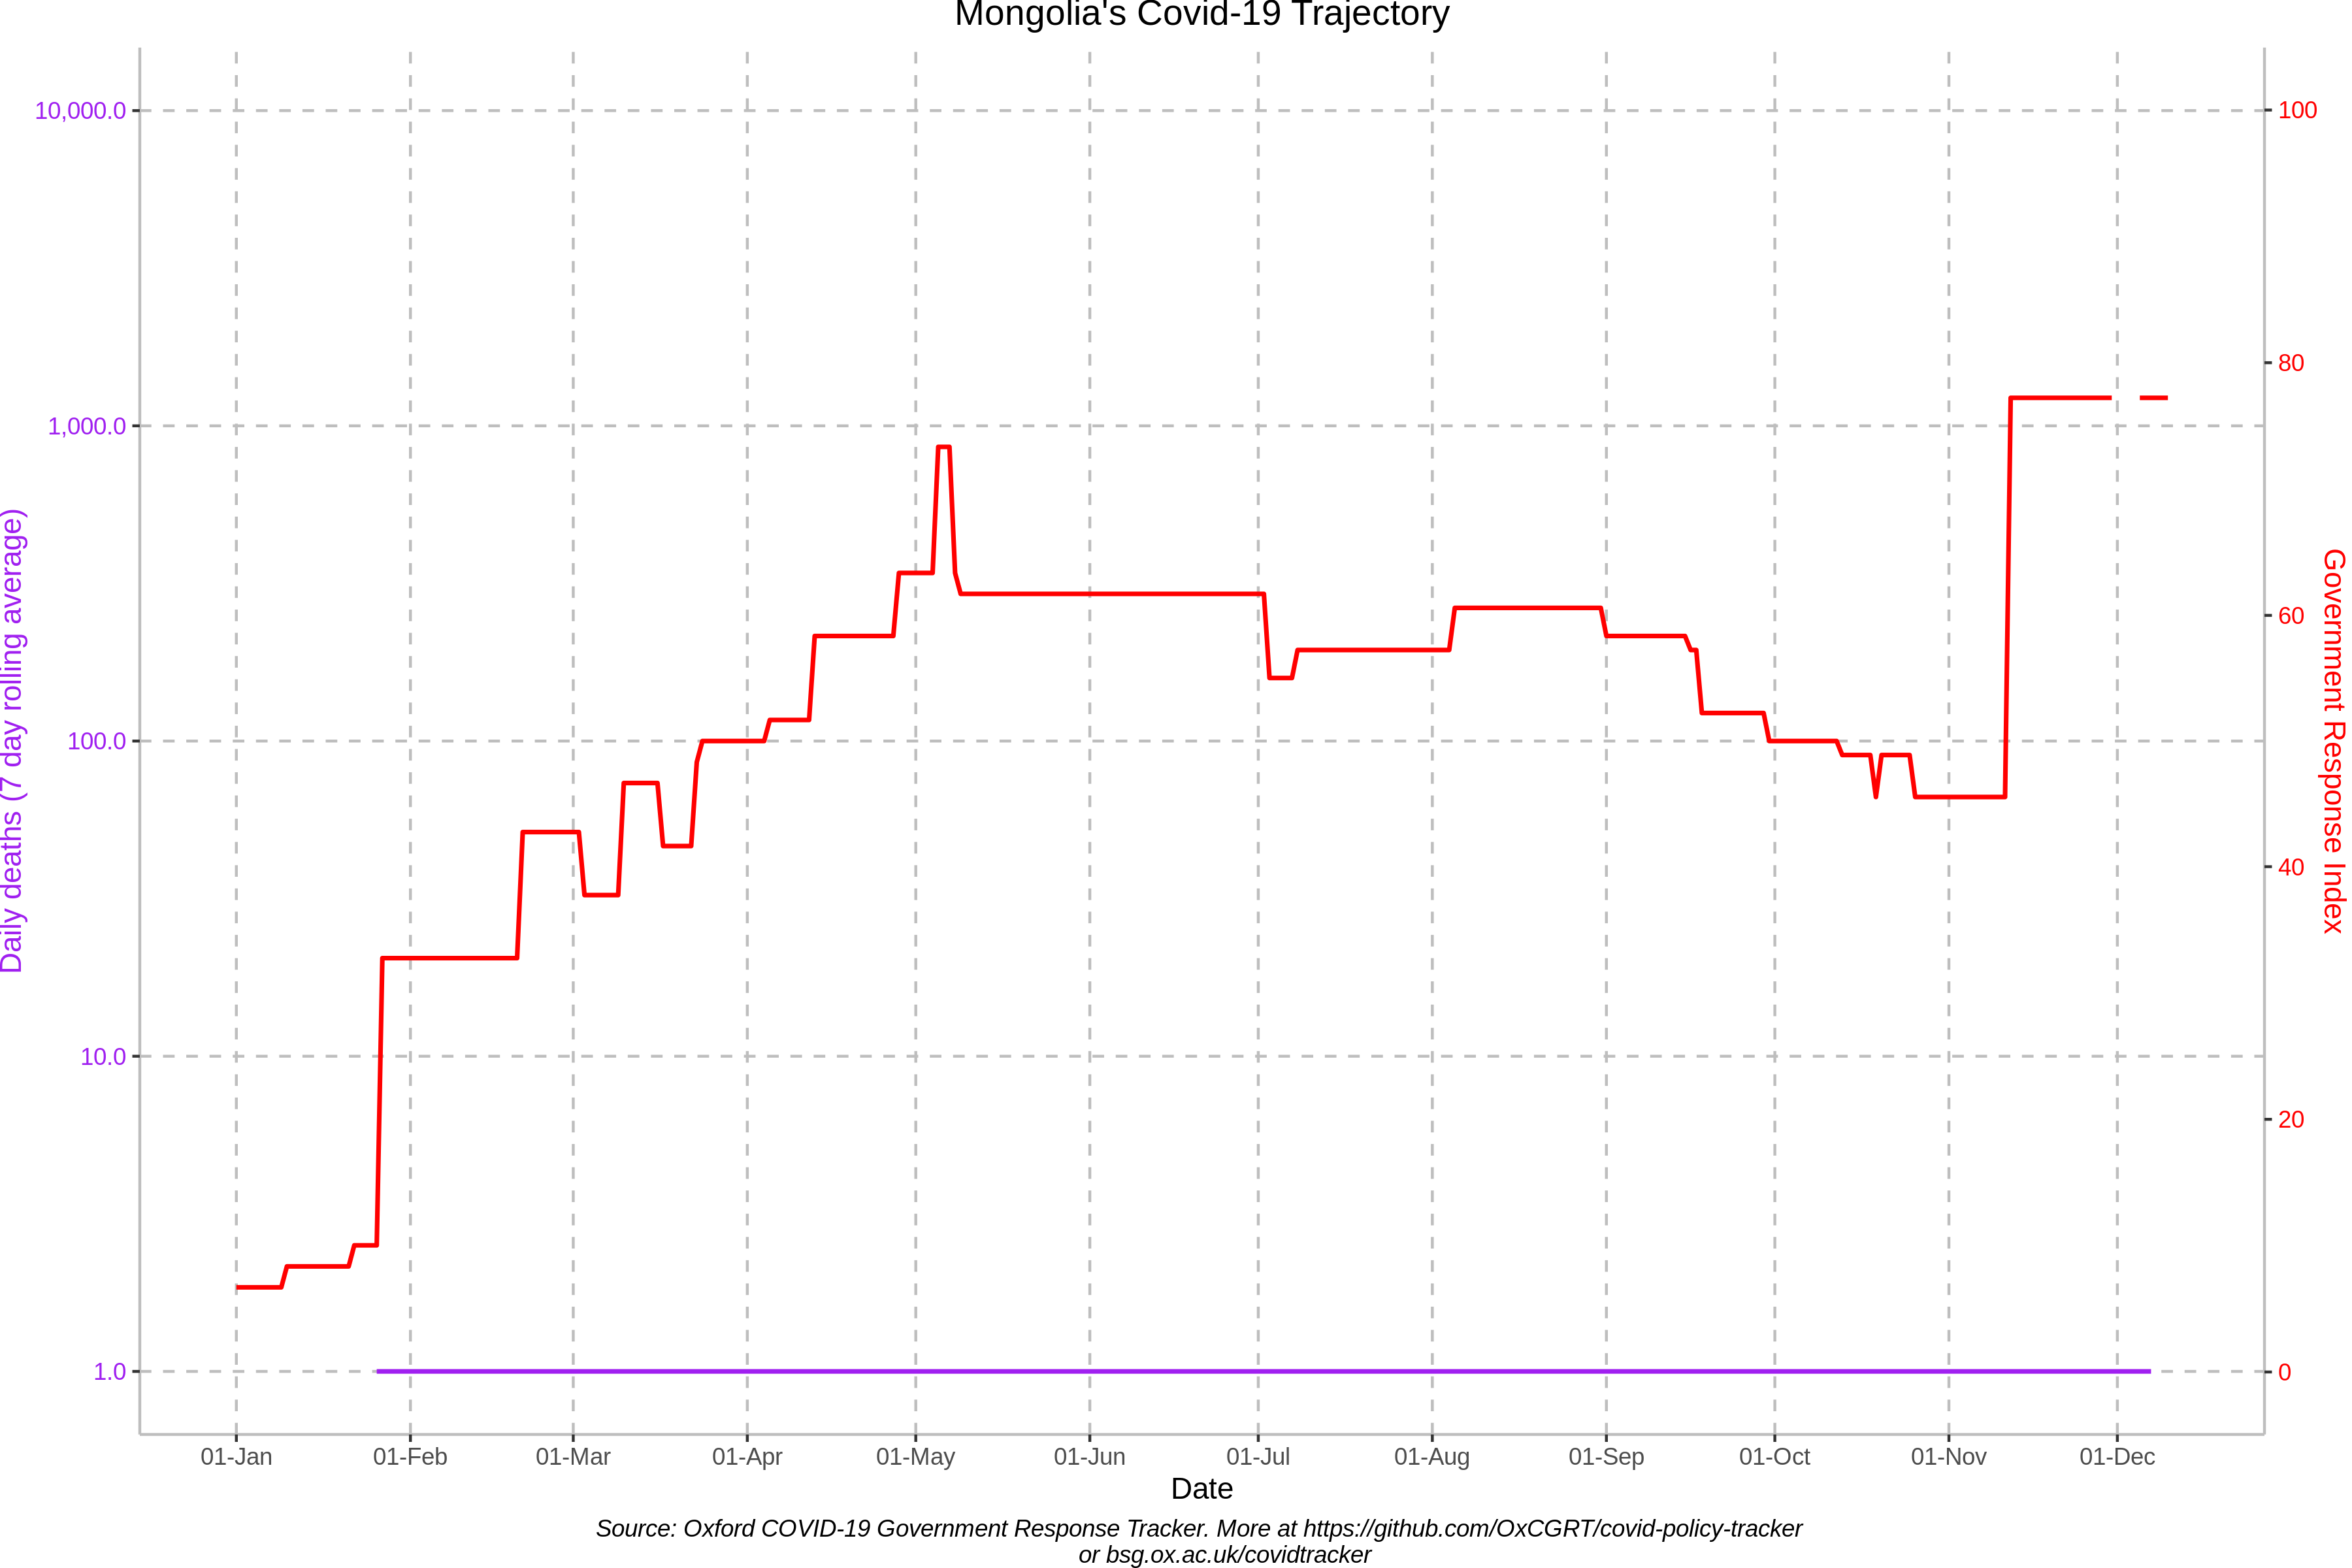 Mongolia's Covid-19 Trajectory
10,000.0
1,000.0
100.0
10.0
1.0
Daily deaths (7 day rolling average)
100
80
60
40
20
0
Government Response Index
01-Jan 01-Feb 01-Mar 01-Apr 01-May 01-Jun 01-Jul 01-Aug 01-Sep 01-Oct 01-Nov 01-Dec
Date
Source: Oxford COVID-19 Government Response Tracker. More at https://github.com/OxCGRT/covid-policy-tracker
or bsg.ox.ac.uk/covidtracker